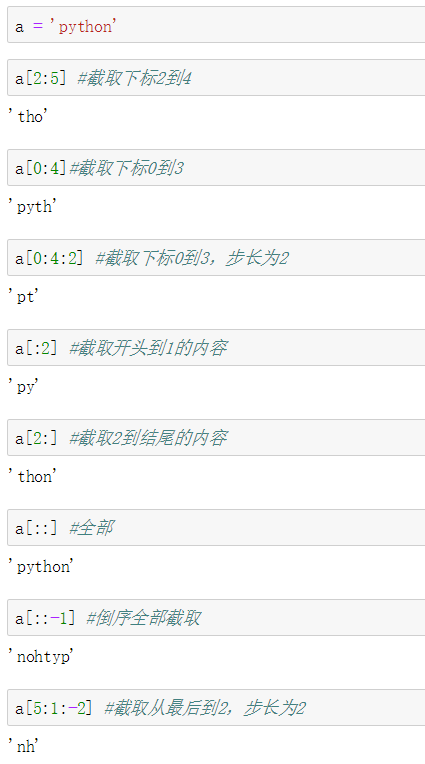 a = 'python'
a[2:5] #截取下标2到4
'tho'
a[0:4]#截取下标0到3
'pyth'
a[0:4:2] #截取下标0到3，步长为2
'pt'
a[:2] #截取开头到1的内容
'py'
a[2:] #截取2到结尾的内容
'thon'
a[::] #全部
'python'
a[::-1] #倒序全部截取
'nohtyp'
a[5:1:-2] #截取从最后到2，步长为2
'nh'